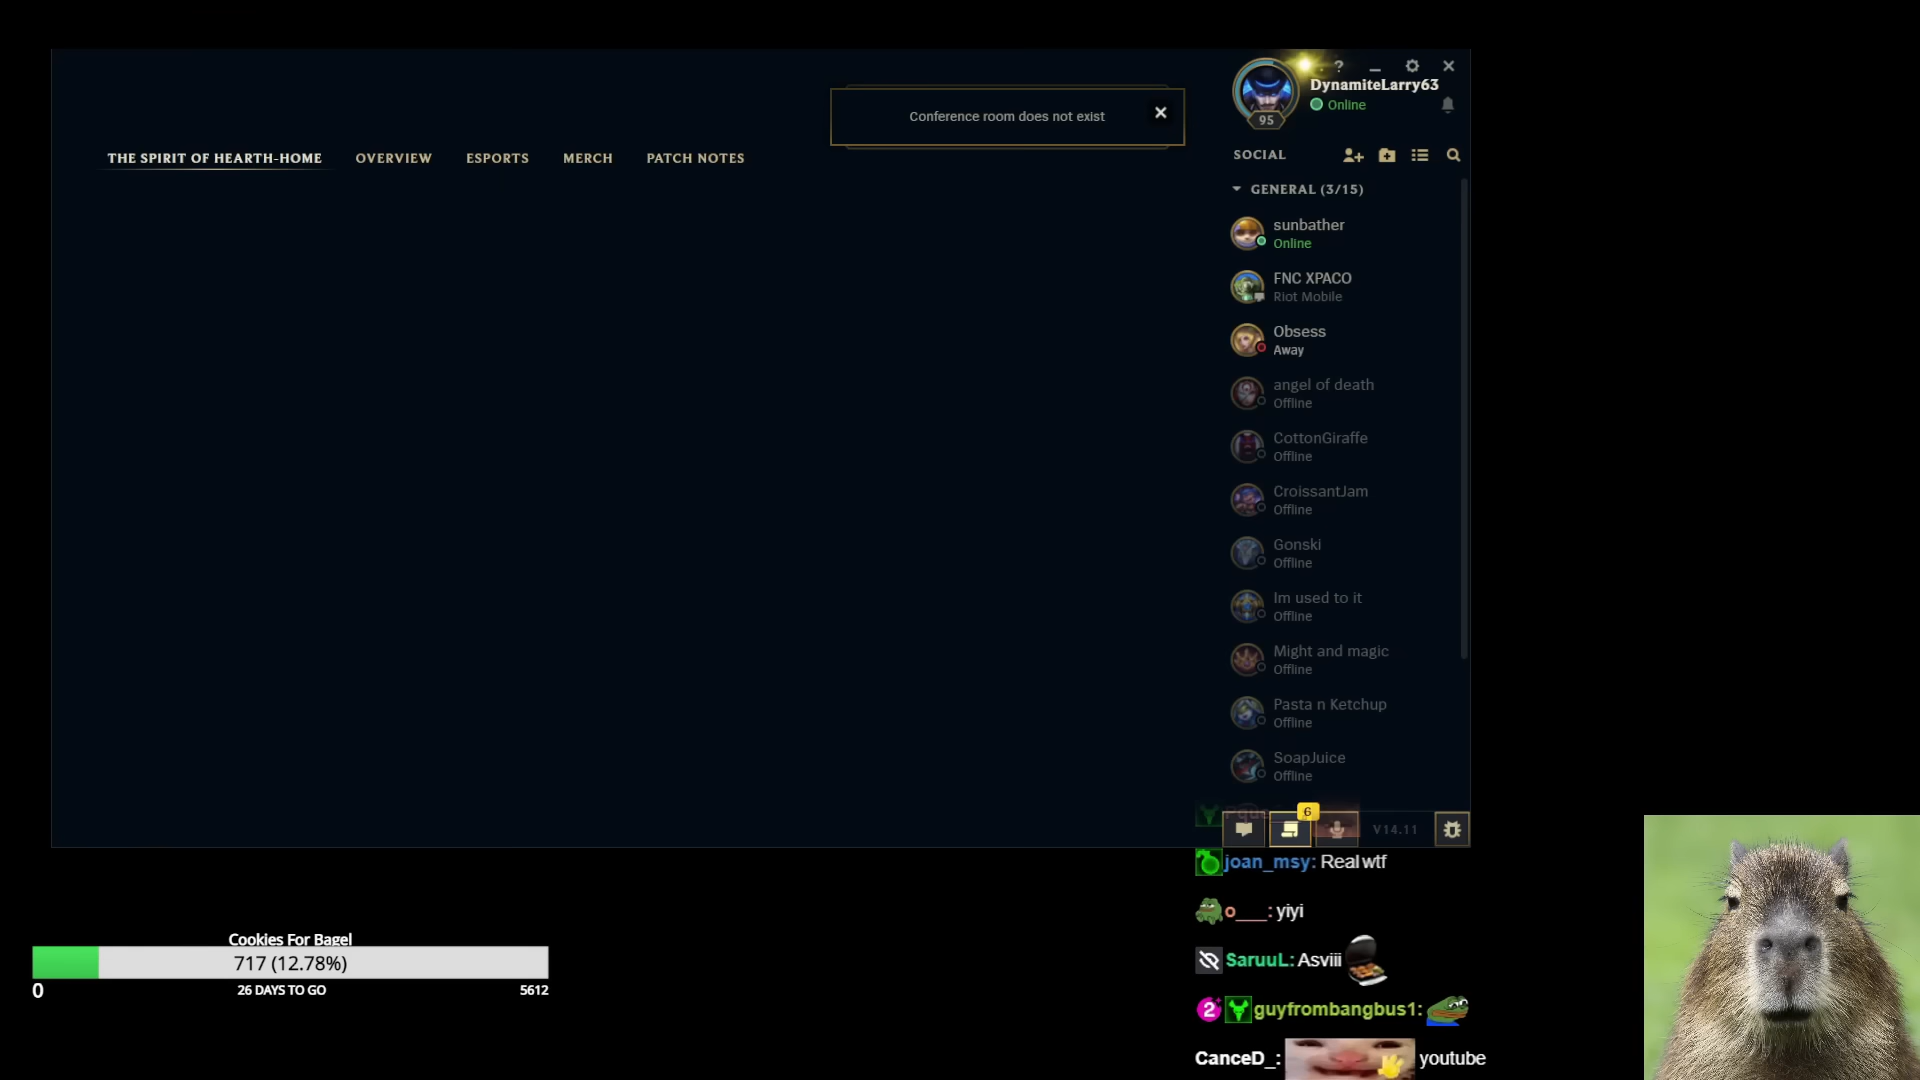 ?
DynamiteLarry63
Online
95
Conference room does not exist
THE SPIRIT OF HEARTH-HOME
OVERVIEW
ESPORTS
MERCH
PATCH NOTES
SOCIAL
GENERAL (3/15)
sunbather
Online
FNC XPACO
Riot Mobile
Obsess
Away
angel of death
Offline
CottonGiraffe
Offline
CroissantJam
Offline
Gonski
Offline
Im used to it
Offline
Might and magic
Offline
Pasta n Ketchup
Offline
SoapJuice
Offline
6
V14.11
joan_msy: Real wtf
o___: yiyi
SaruuL: Asviii
2 guyfrombangbus1:
CanceD_: youtube
Cookies For Bagel
717 (12.78%)
0 26 DAYS TO GO 5612